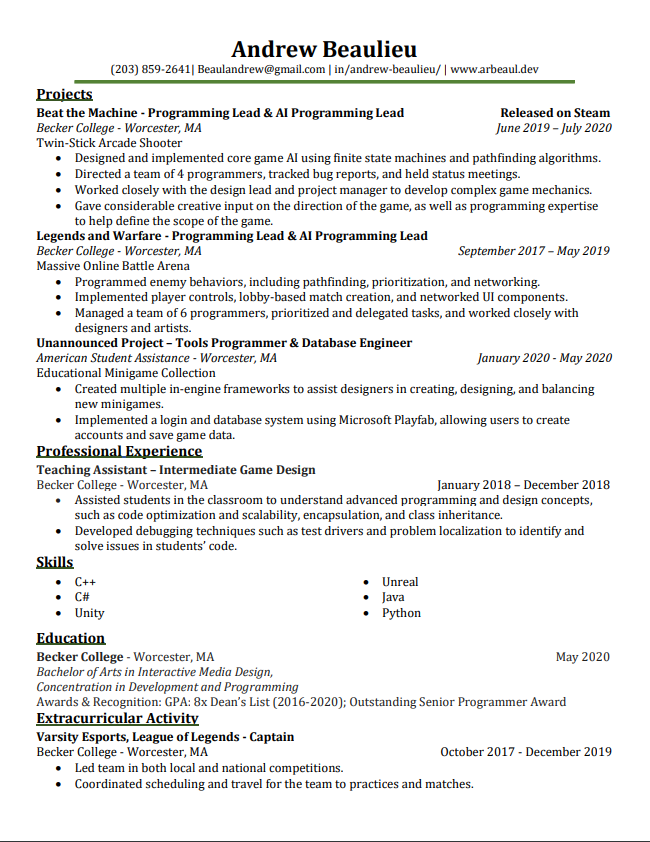 Andrew Beaulieu
(203) 859-2641| Beaulandrew@gmail.com | in/andrew-beaulieu/ | www.arbeaul.dev
Projects
Beat the Machine - Programming Lead & AI Programming Lead Released on Steam
Becker College - Worcester, MA June 2019 – July 2020
Twin-Stick Arcade Shooter
• Designed and implemented core game AI using finite state machines and pathfinding algorithms.
• Directed a team of 4 programmers, tracked bug reports, and held status meetings.
• Worked closely with the design lead and project manager to develop complex game mechanics.
• Gave considerable creative input on the direction of the game, as well as programming expertise
to help define the scope of the game.
Legends and Warfare - Programming Lead & AI Programming Lead
Becker College - Worcester, MA September 2017 – May 2019
Massive Online Battle Arena
• Programmed enemy behaviors, including pathfinding, prioritization, and networking.
• Implemented player controls, lobby-based match creation, and networked UI components.
• Managed a team of 6 programmers, prioritized and delegated tasks, and worked closely with
designers and artists.
Unannounced Project – Tools Programmer & Database Engineer
American Student Assistance - Worcester, MA January 2020 - May 2020
Educational Minigame Collection
• Created multiple in-engine frameworks to assist designers in creating, designing, and balancing
new minigames.
• Implemented a login and database system using Microsoft Playfab, allowing users to create
accounts and save game data.
Professional Experience
Teaching Assistant – Intermediate Game Design
Becker College - Worcester, MA January 2018 – December 2018
• Assisted students in the classroom to understand advanced programming and design concepts,
such as code optimization and scalability, encapsulation, and class inheritance.
• Developed debugging techniques such as test drivers and problem localization to identify and
solve issues in students’ code.
Skills
• C++ • Unreal
• C# • Java
• Unity • Python
Education
Becker College - Worcester, MA May 2020
Bachelor of Arts in Interactive Media Design,
Concentration in Development and Programming
Awards & Recognition: GPA: 8x Dean’s List (2016-2020); Outstanding Senior Programmer Award
Extracurricular Activity
Varsity Esports, League of Legends - Captain
Becker College - Worcester, MA October 2017 - December 2019
• Led team in both local and national competitions.
• Coordinated scheduling and travel for the team to practices and matches.